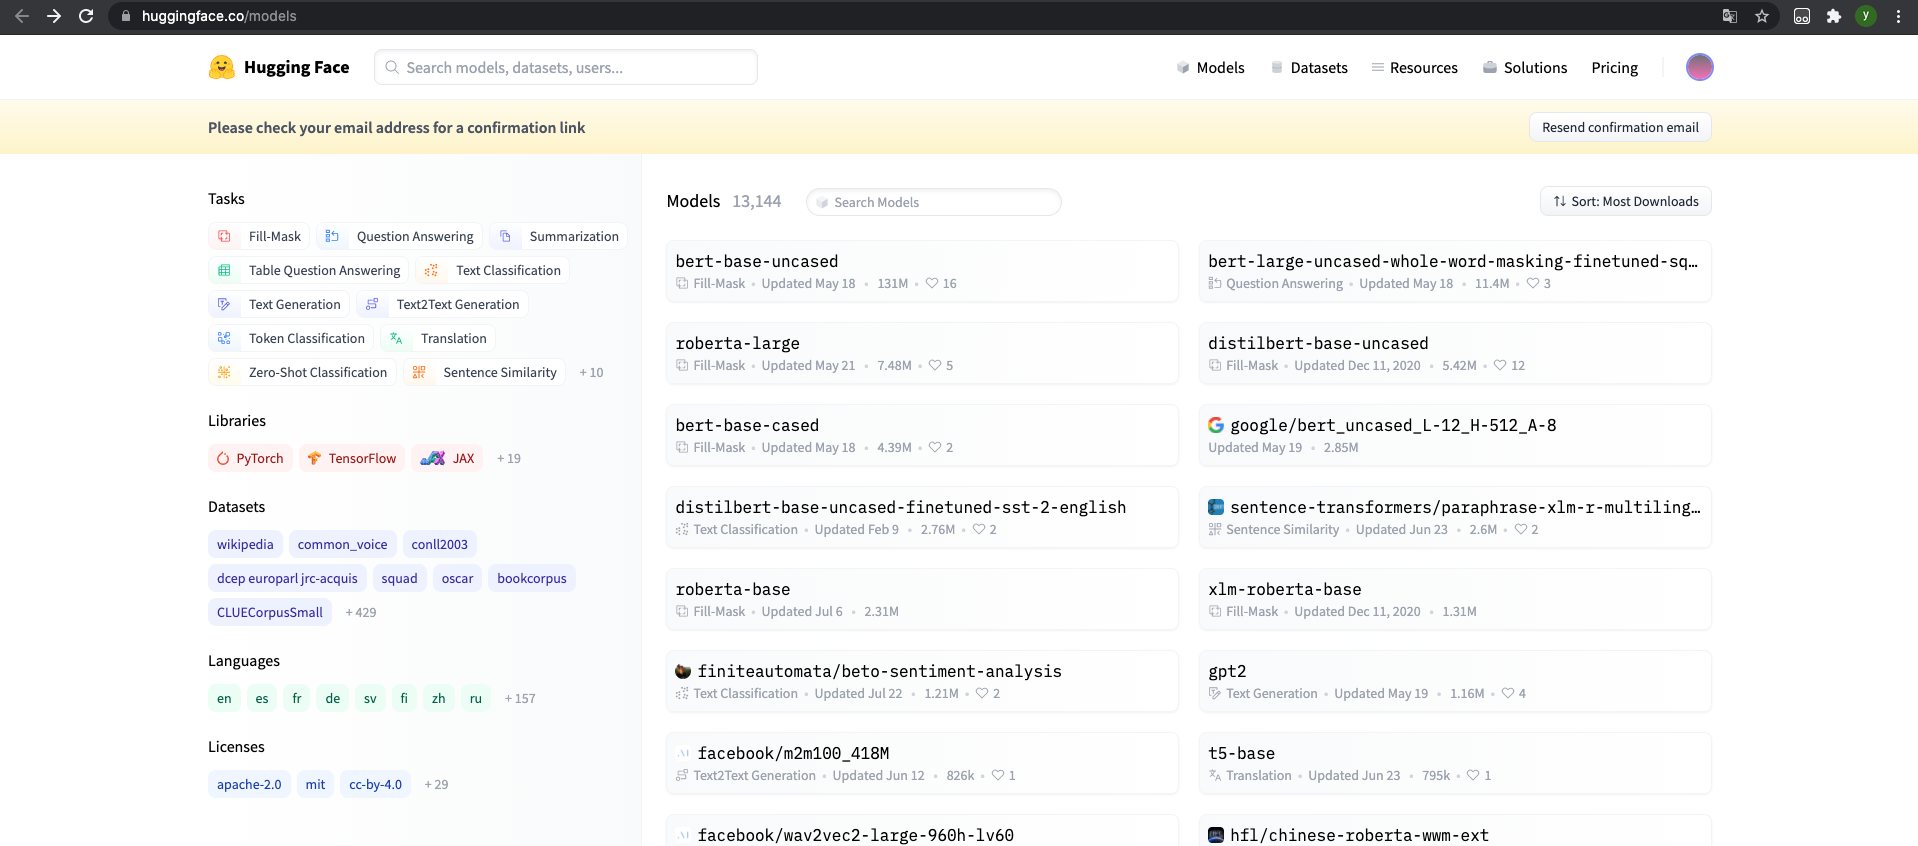 huggingface.co/models
y
Hugging Face
Search models, datasets, users...
Models
Datasets
Resources
Solutions
Pricing
Please check your email address for a confirmation link
Resend confirmation email
Tasks
Fill-Mask Question Answering Summarization
Table Question Answering Text Classification
Text Generation Text2Text Generation
Token Classification Translation
Zero-Shot Classification Sentence Similarity + 10
Libraries
PyTorch TensorFlow JAX + 19
Datasets
wikipedia common_voice conll2003
dcep europarl jrc-acquis squad oscar bookcorpus
CLUECorpusSmall + 429
Languages
en es fr de sv fi zh ru + 157
Licenses
apache-2.0 mit cc-by-4.0 + 29
Models 13,144
Search Models
Sort: Most Downloads
bert-base-uncased
Fill-Mask • Updated May 18 • 131M • 16
bert-large-uncased-whole-word-masking-finetuned-sq…
Question Answering • Updated May 18 • 11.4M • 3
roberta-large
Fill-Mask • Updated May 21 • 7.48M • 5
distilbert-base-uncased
Fill-Mask • Updated Dec 11, 2020 • 5.42M • 12
bert-base-cased
Fill-Mask • Updated May 18 • 4.39M • 2
google/bert_uncased_L-12_H-512_A-8
Updated May 19 • 2.85M
distilbert-base-uncased-finetuned-sst-2-english
Text Classification • Updated Feb 9 • 2.76M • 2
sentence-transformers/paraphrase-xlm-r-multiling…
Sentence Similarity • Updated Jun 23 • 2.6M • 2
roberta-base
Fill-Mask • Updated Jul 6 • 2.31M
xlm-roberta-base
Fill-Mask • Updated Dec 11, 2020 • 1.31M
finiteautomata/beto-sentiment-analysis
Text Classification • Updated Jul 22 • 1.21M • 2
gpt2
Text Generation • Updated May 19 • 1.16M • 4
facebook/m2m100_418M
Text2Text Generation • Updated Jun 12 • 826k • 1
t5-base
Translation • Updated Jun 23 • 795k • 1
facebook/wav2vec2-large-960h-lv60
hfl/chinese-roberta-wwm-ext